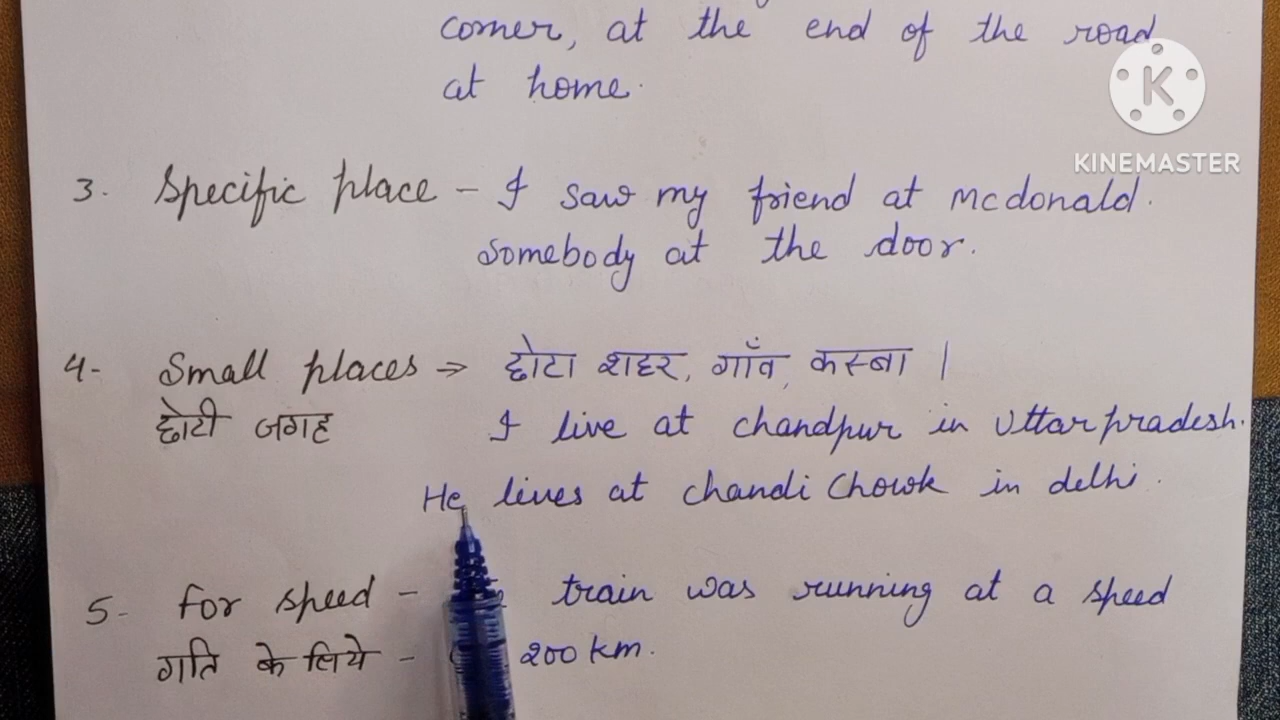 corner, at the end of the road
at home.
3. Specific place - I saw my friend at mcdonald.
Somebody at the door.
4- Small places → छोटा शहर, गाँव, कस्बा |
छोटी जगह I live at chandpur in Uttar pradesh.
He lives at chandi Chowk in delhi.
5- for speed - train was running at a speed
गति के लिये - 200 km.
K
KINEMASTER